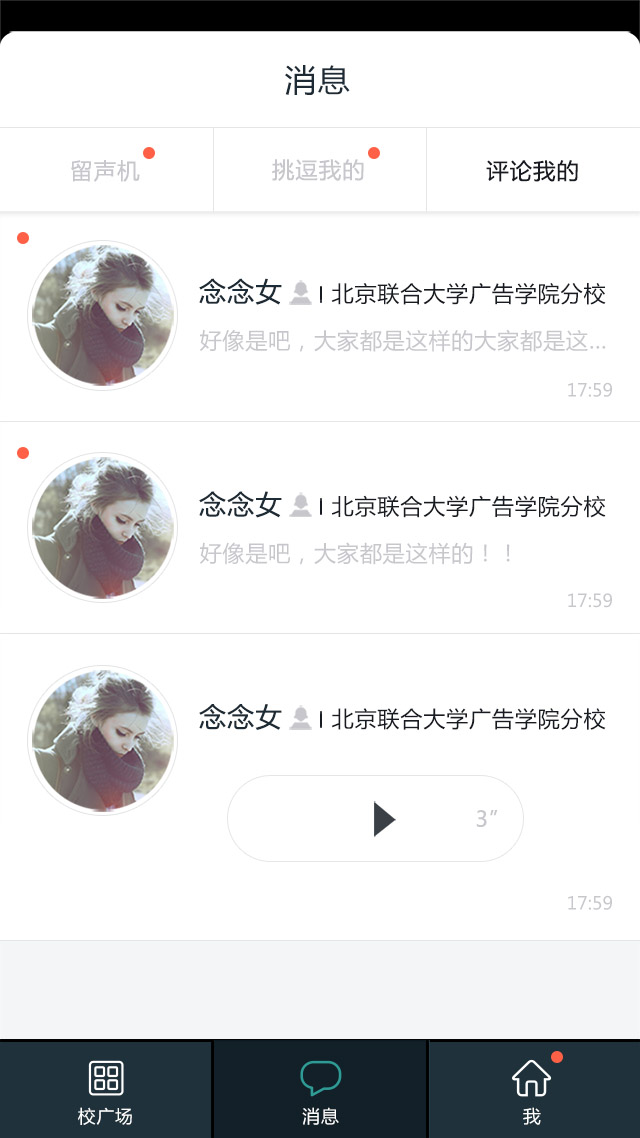 消息
留声机
挑逗我的
评论我的
念念女 | 北京联合大学广告学院分校
好像是吧，大家都是这样的大家都是这...
17:59
念念女 | 北京联合大学广告学院分校
好像是吧，大家都是这样的！！
17:59
念念女 | 北京联合大学广告学院分校
3″
17:59
校广场
消息
我